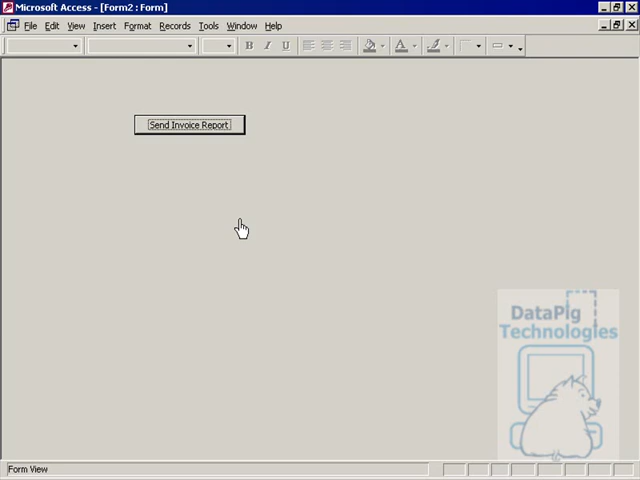 Microsoft Access - [Form2 : Form]
File Edit View Insert Format Records Tools Window Help
B I U A
Send Invoice Report
DataPig
Technologies
Form View